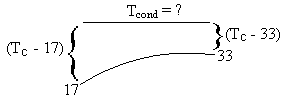 T_cond = ?
(T_C - 17)
(T_C - 33)
33
17